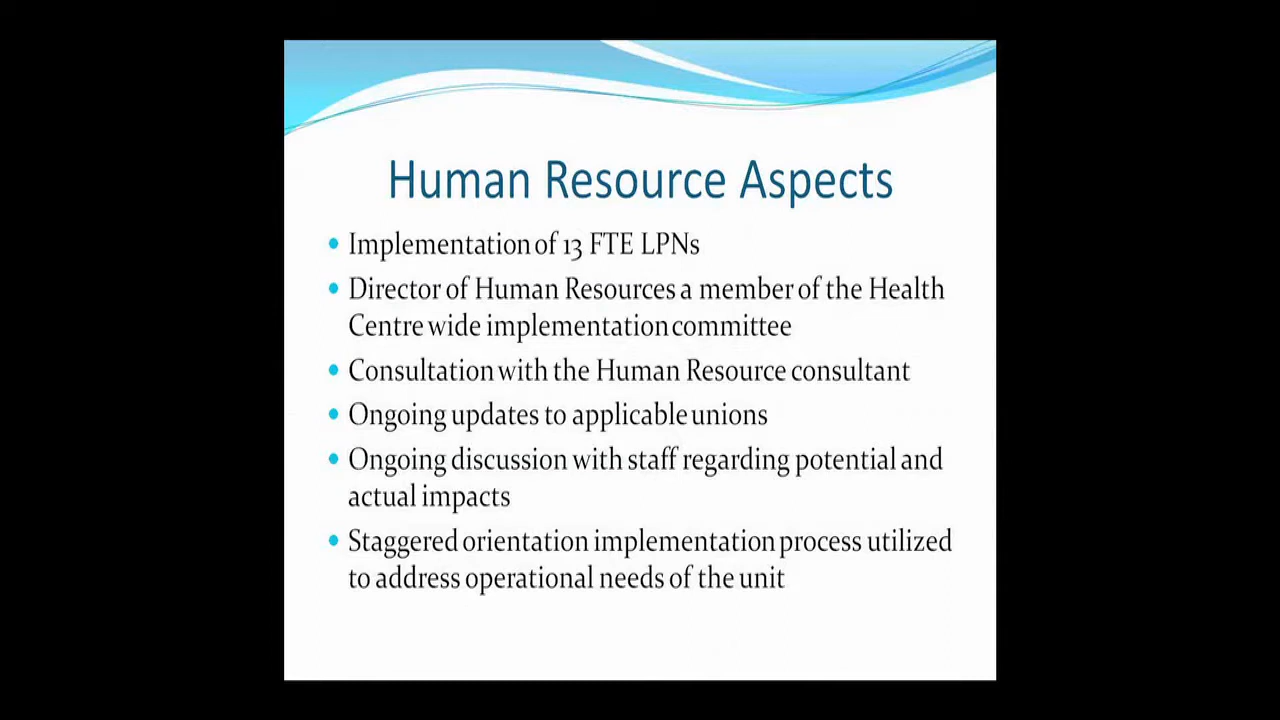 Human Resource Aspects
• Implementation of 13 FTE LPNs
• Director of Human Resources a member of the Health
Centre wide implementation committee
• Consultation with the Human Resource consultant
• Ongoing updates to applicable unions
• Ongoing discussion with staff regarding potential and
actual impacts
• Staggered orientation implementation process utilized
to address operational needs of the unit